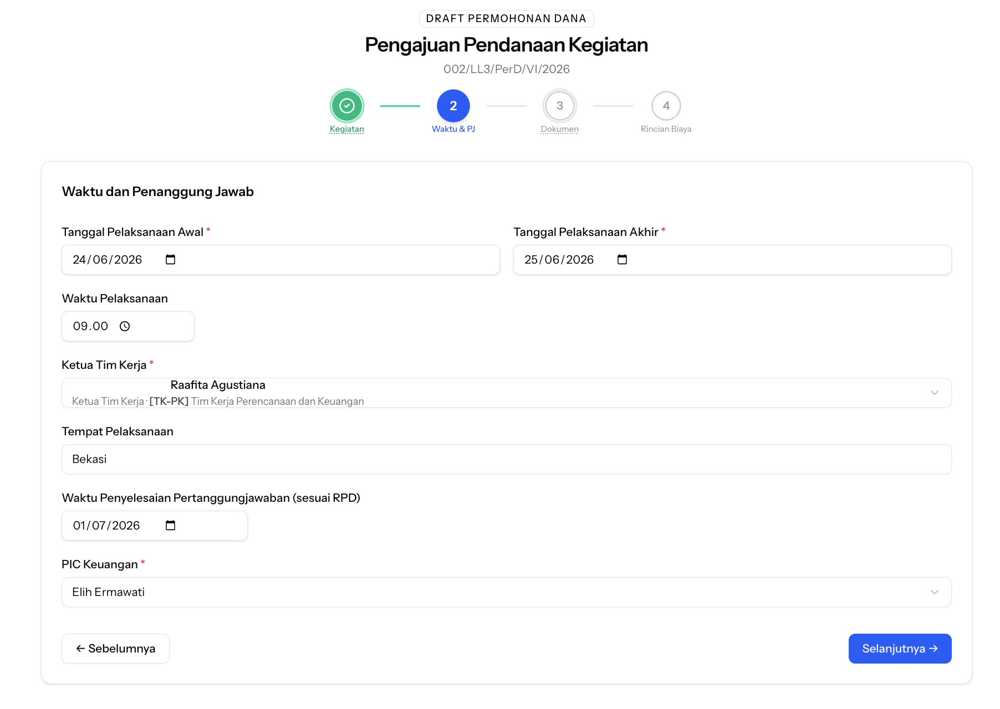 DRAFT PERMOHONAN DANA
Pengajuan Pendanaan Kegiatan
002/LL3/PerD/VI/2026
2
3
4
Kegiatan
Waktu & PJ
Dokumen
Rincian Biaya
Waktu dan Penanggung Jawab
Tanggal Pelaksanaan Awal *
Tanggal Pelaksanaan Akhir *
24/06/2026
25/06/2026
Waktu Pelaksanaan
09.00
Ketua Tim Kerja *
Raafita Agustiana
Ketua Tim Kerja · [TK-PK] Tim Kerja Perencanaan dan Keuangan
Tempat Pelaksanaan
Bekasi
Waktu Penyelesaian Pertanggungjawaban (sesuai RPD)
01/07/2026
PIC Keuangan *
Elih Ermawati
← Sebelumnya
Selanjutnya →